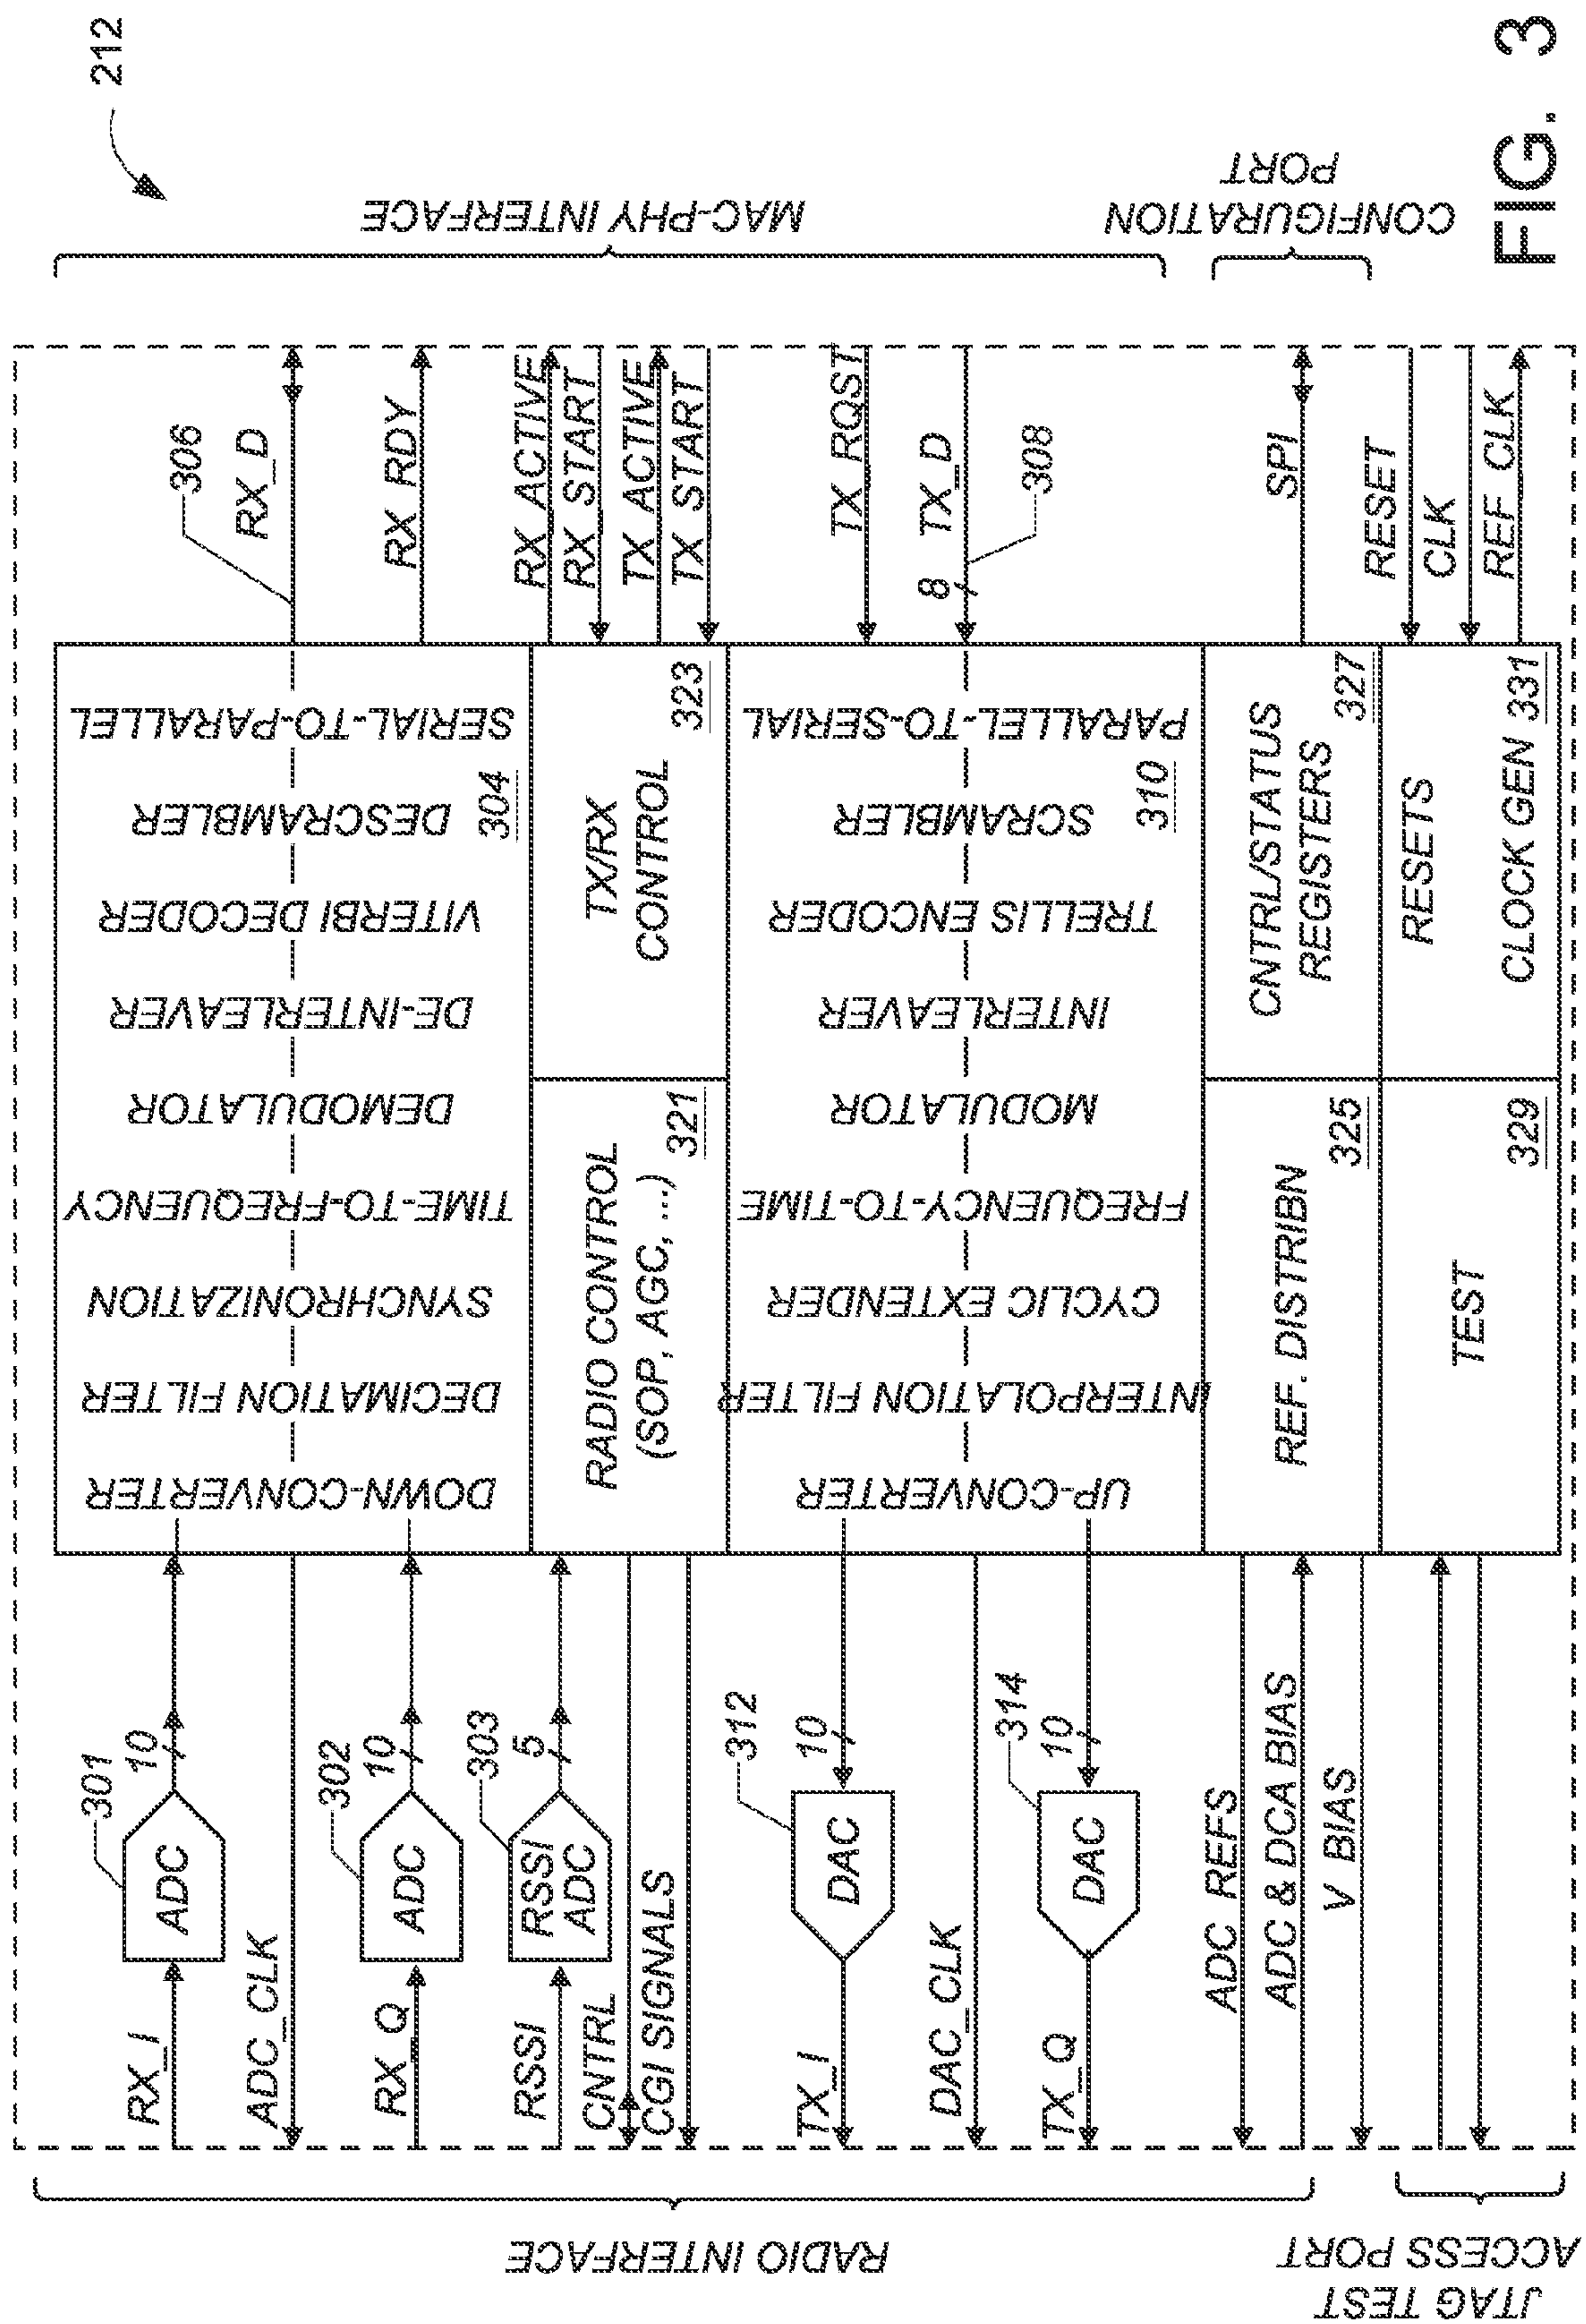 212
RADIO INTERFACE
JTAG TEST
ACCESS PORT
RX_I
301
ADC
10
ADC_CLK
RX_Q
302
ADC
10
RSSI
303
RSSI
ADC
5
CNTRL
CGI SIGNALS
TX_I
312
DAC
10
DAC_CLK
TX_Q
314
DAC
10
ADC REFS
ADC & DCA BIAS
V BIAS
DOWN-CONVERTER
DECIMATION FILTER
SYNCHRONIZATION
TIME-TO-FREQUENCY
DEMODULATOR
DE-INTERLEAVER
VITERBI DECODER
DESCRAMBLER
SERIAL-TO-PARALLEL
304
RADIO CONTROL
(SOP, AGC, ...)
321
TX/RX
CONTROL
323
UP-CONVERTER
INTERPOLATION FILTER
CYCLIC EXTENDER
FREQUENCY-TO-TIME
MODULATOR
INTERLEAVER
TRELLIS ENCODER
SCRAMBLER
PARALLEL-TO-SERIAL
310
REF. DISTRIBN
325
CNTRL/STATUS
REGISTERS
327
TEST
329
RESETS
CLOCK GEN 331
306
RX_D
RX_RDY
RX_ACTIVE
RX_START
TX_ACTIVE
TX_START
TX_RQST
8
TX_D
308
SPI
RESET
CLK
REF_CLK
MAC-PHY INTERFACE
CONFIGURATION
PORT
FIG. 3